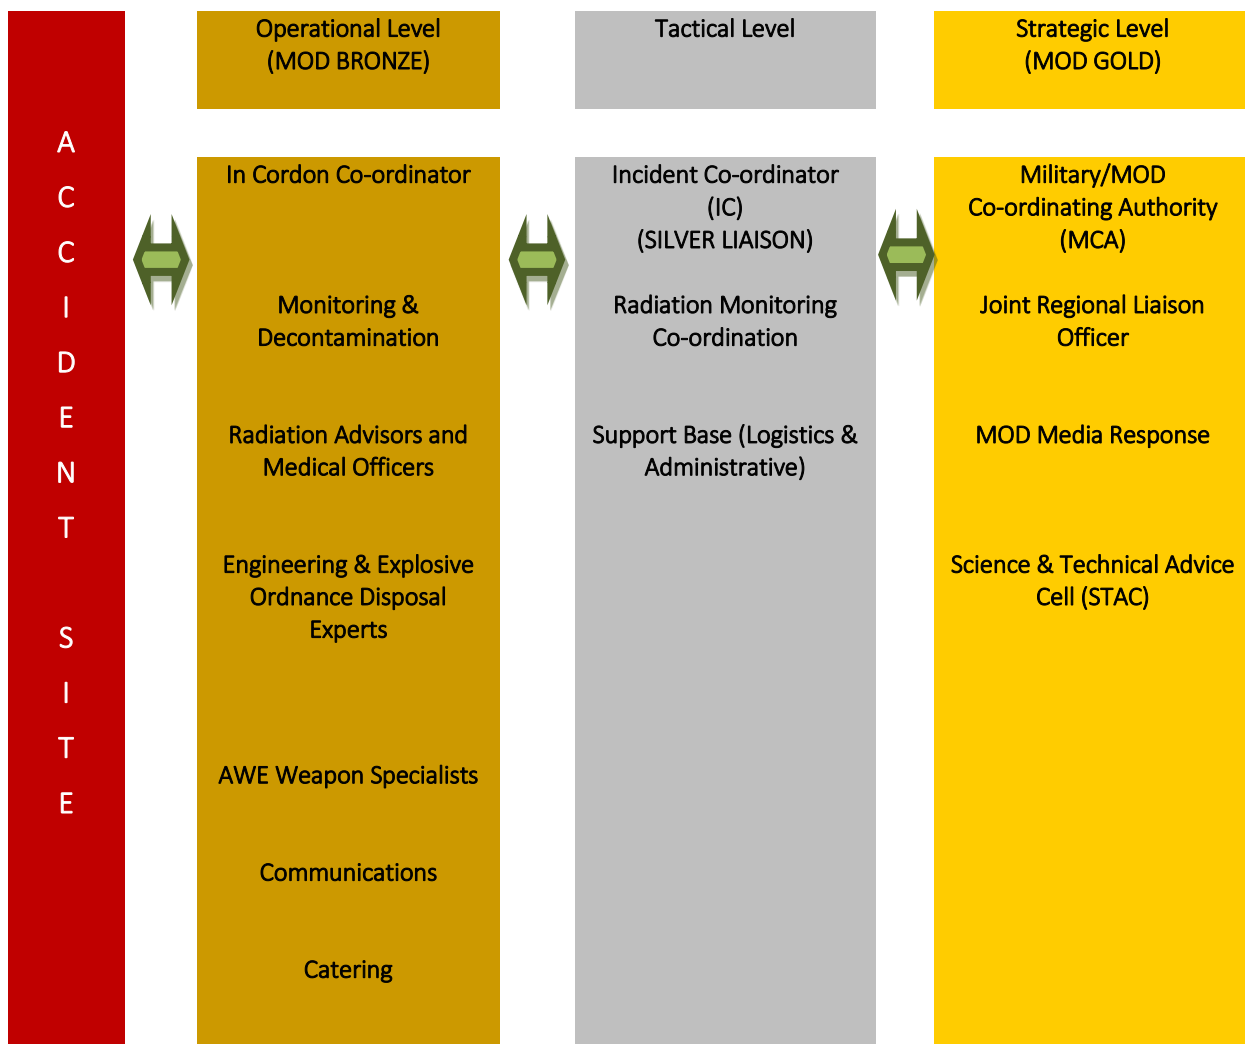 ACCIDENT SITE
Operational Level
(MOD BRONZE)
In Cordon Co-ordinator
Monitoring &
Decontamination
Radiation Advisors and
Medical Officers
Engineering & Explosive
Ordnance Disposal
Experts
AWE Weapon Specialists
Communications
Catering
Tactical Level
Incident Co-ordinator
(IC)
(SILVER LIAISON)
Radiation Monitoring
Co-ordination
Support Base (Logistics &
Administrative)
Strategic Level
(MOD GOLD)
Military/MOD
Co-ordinating Authority
(MCA)
Joint Regional Liaison
Officer
MOD Media Response
Science & Technical Advice
Cell (STAC)